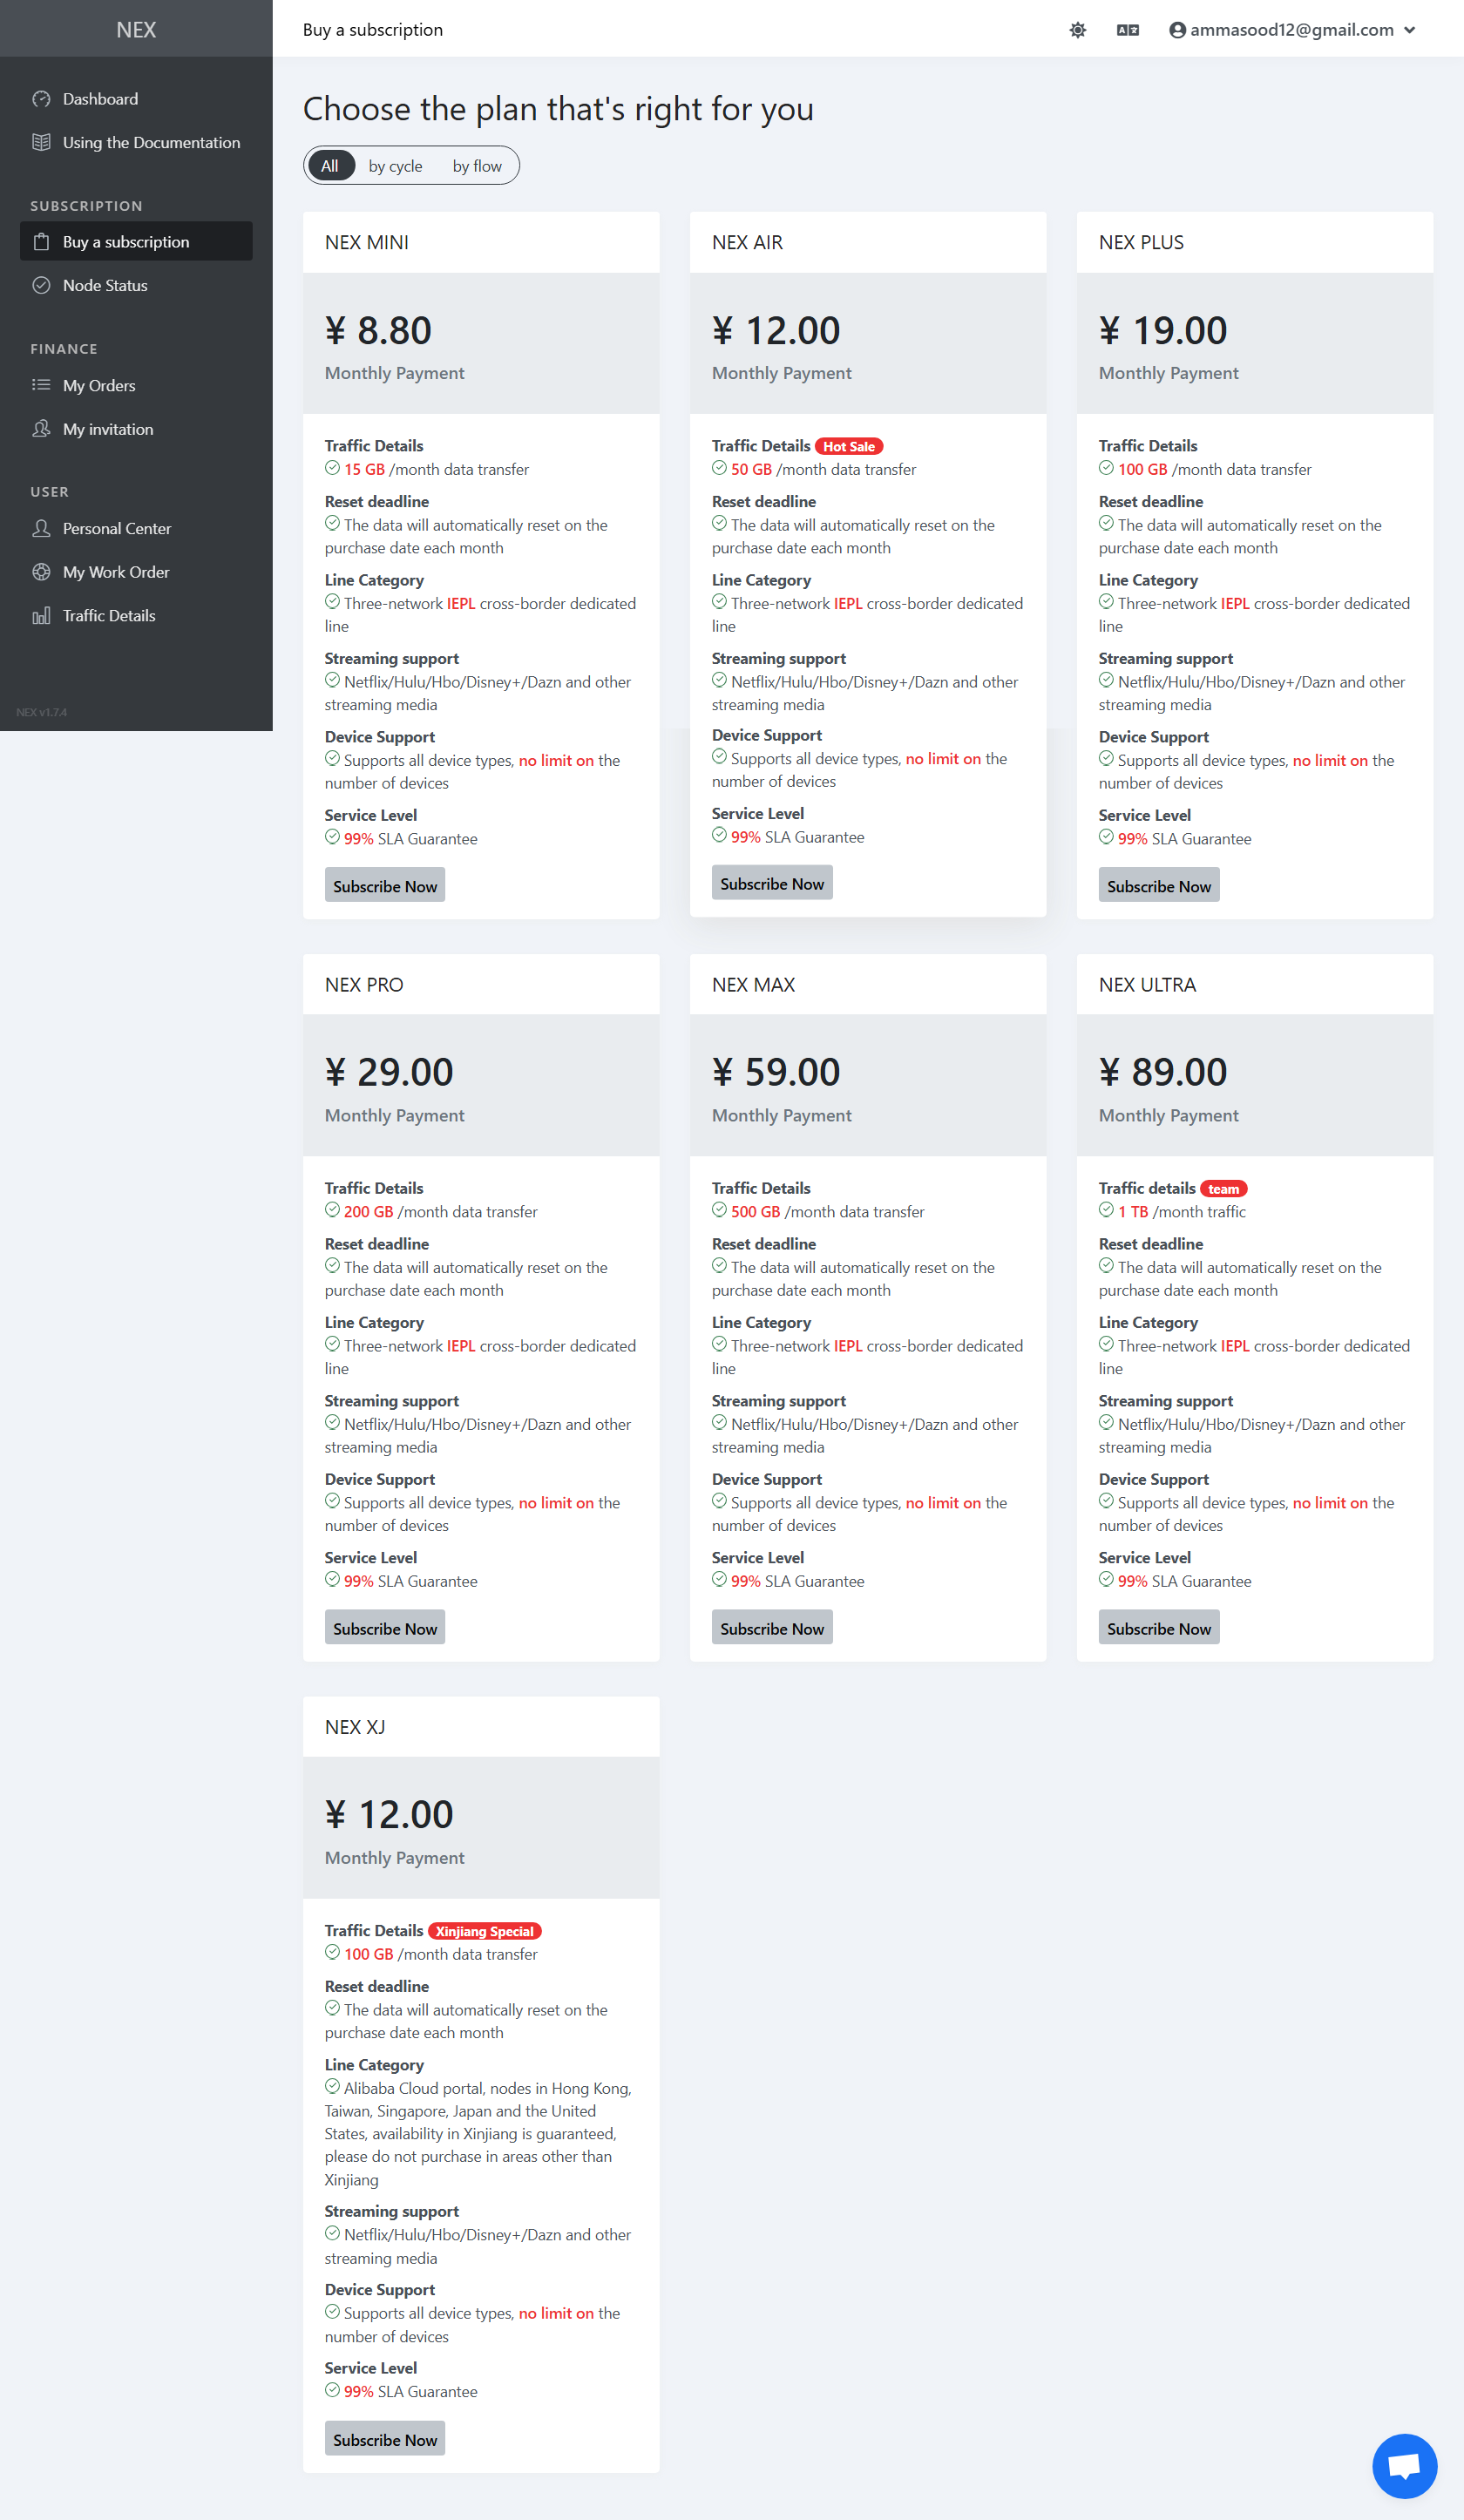 NEX
Buy a subscription
ammasood12@gmail.com
Dashboard
Using the Documentation
SUBSCRIPTION
Buy a subscription
Node Status
FINANCE
My Orders
My invitation
USER
Personal Center
My Work Order
Traffic Details
NEX v1.7.4
Choose the plan that's right for you
All
by cycle
by flow
NEX MINI
¥ 8.80
Monthly Payment
Traffic Details
15 GB /month data transfer
Reset deadline
The data will automatically reset on the
purchase date each month
Line Category
Three-network IEPL cross-border dedicated
line
Streaming support
Netflix/Hulu/Hbo/Disney+/Dazn and other
streaming media
Device Support
Supports all device types, no limit on the
number of devices
Service Level
99% SLA Guarantee
Subscribe Now
NEX AIR
¥ 12.00
Monthly Payment
Traffic Details Hot Sale
50 GB /month data transfer
Reset deadline
The data will automatically reset on the
purchase date each month
Line Category
Three-network IEPL cross-border dedicated
line
Streaming support
Netflix/Hulu/Hbo/Disney+/Dazn and other
streaming media
Device Support
Supports all device types, no limit on the
number of devices
Service Level
99% SLA Guarantee
Subscribe Now
NEX PLUS
¥ 19.00
Monthly Payment
Traffic Details
100 GB /month data transfer
Reset deadline
The data will automatically reset on the
purchase date each month
Line Category
Three-network IEPL cross-border dedicated
line
Streaming support
Netflix/Hulu/Hbo/Disney+/Dazn and other
streaming media
Device Support
Supports all device types, no limit on the
number of devices
Service Level
99% SLA Guarantee
Subscribe Now
NEX PRO
¥ 29.00
Monthly Payment
Traffic Details
200 GB /month data transfer
Reset deadline
The data will automatically reset on the
purchase date each month
Line Category
Three-network IEPL cross-border dedicated
line
Streaming support
Netflix/Hulu/Hbo/Disney+/Dazn and other
streaming media
Device Support
Supports all device types, no limit on the
number of devices
Service Level
99% SLA Guarantee
Subscribe Now
NEX MAX
¥ 59.00
Monthly Payment
Traffic Details
500 GB /month data transfer
Reset deadline
The data will automatically reset on the
purchase date each month
Line Category
Three-network IEPL cross-border dedicated
line
Streaming support
Netflix/Hulu/Hbo/Disney+/Dazn and other
streaming media
Device Support
Supports all device types, no limit on the
number of devices
Service Level
99% SLA Guarantee
Subscribe Now
NEX ULTRA
¥ 89.00
Monthly Payment
Traffic details team
1 TB /month traffic
Reset deadline
The data will automatically reset on the
purchase date each month
Line Category
Three-network IEPL cross-border dedicated
line
Streaming support
Netflix/Hulu/Hbo/Disney+/Dazn and other
streaming media
Device Support
Supports all device types, no limit on the
number of devices
Service Level
99% SLA Guarantee
Subscribe Now
NEX XJ
¥ 12.00
Monthly Payment
Traffic Details Xinjiang Special
100 GB /month data transfer
Reset deadline
The data will automatically reset on the
purchase date each month
Line Category
Alibaba Cloud portal, nodes in Hong Kong,
Taiwan, Singapore, Japan and the United
States, availability in Xinjiang is guaranteed,
please do not purchase in areas other than
Xinjiang
Streaming support
Netflix/Hulu/Hbo/Disney+/Dazn and other
streaming media
Device Support
Supports all device types, no limit on the
number of devices
Service Level
99% SLA Guarantee
Subscribe Now